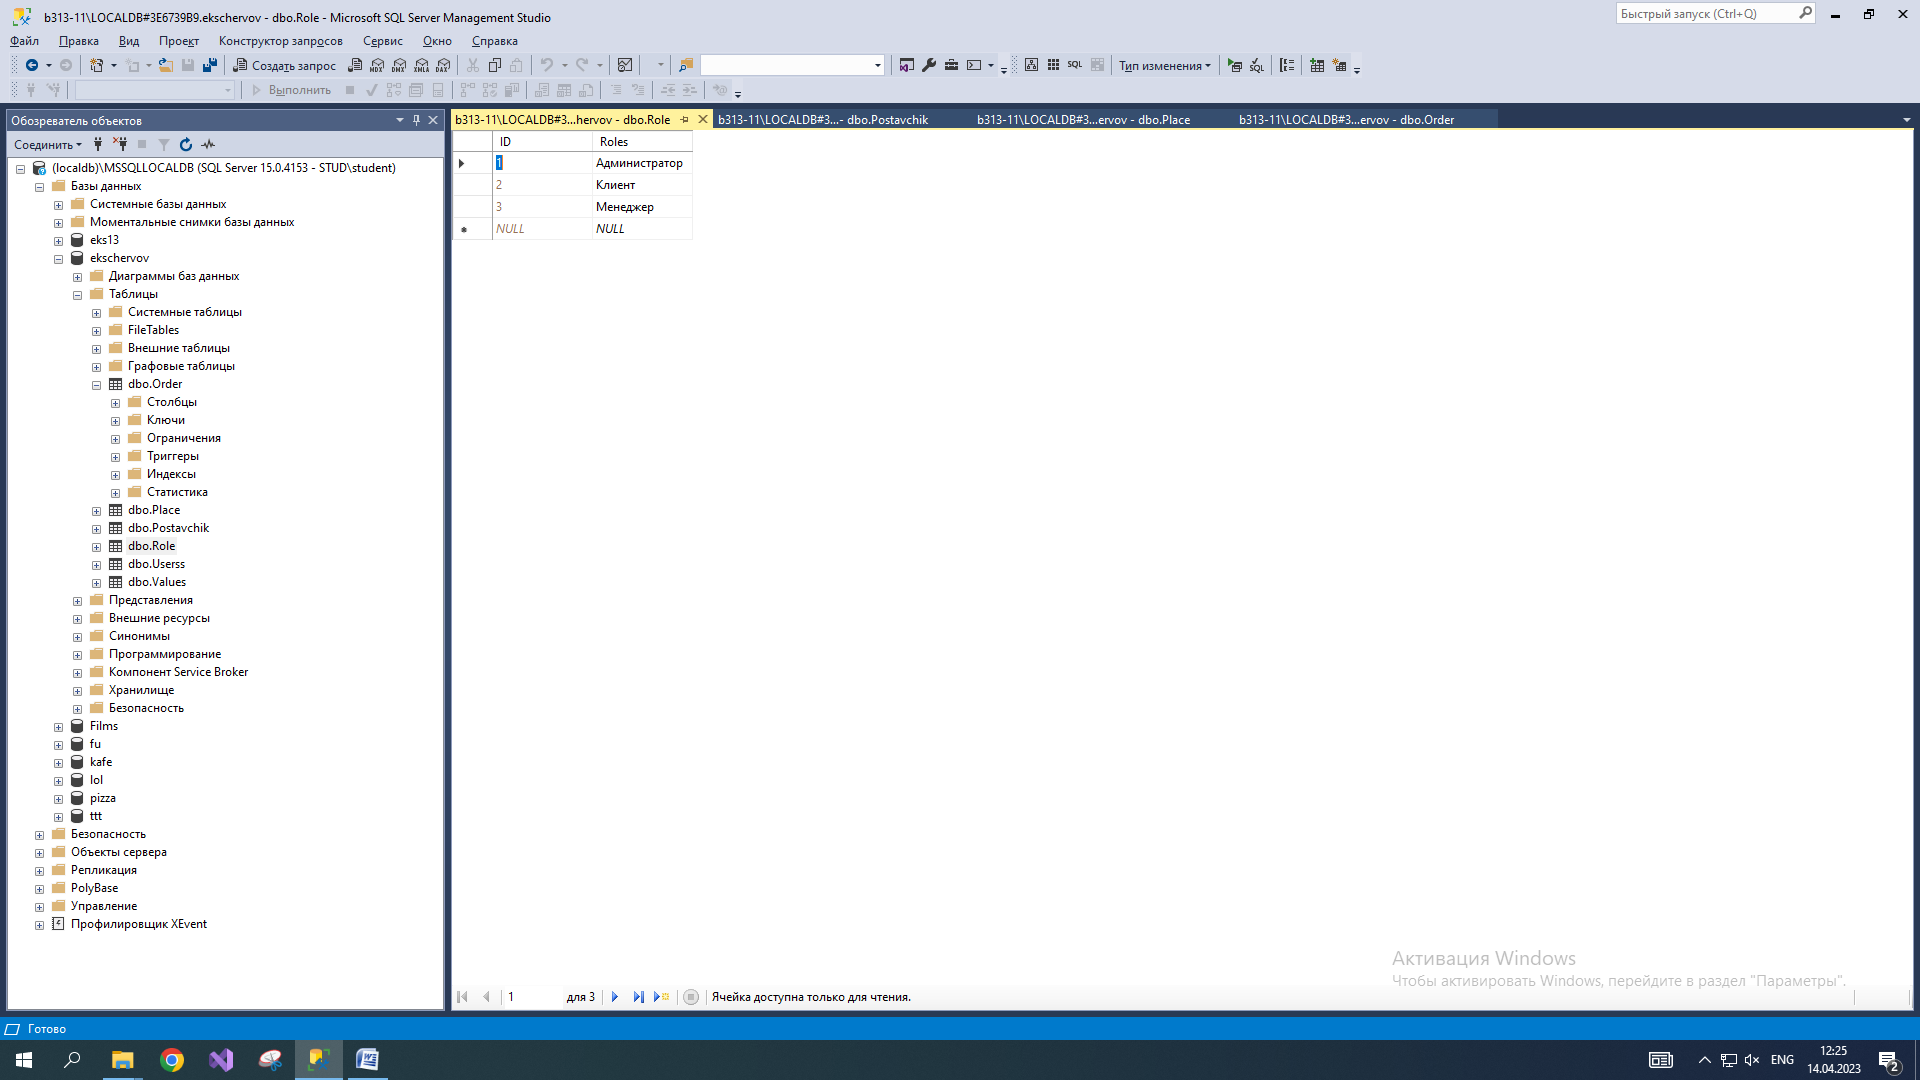 b313-11\LOCALDB#3E6739B9.ekschervov - dbo.Role - Microsoft SQL Server Management Studio
Быстрый запуск (Ctrl+Q)
Файл Правка Вид Проект Конструктор запросов Сервис Окно Справка
Создать запрос MDX DMX XMLA DAX SQL Тип изменения SQL
Выполнить
Обозреватель объектов
b313-11\LOCALDB#3...hervov - dbo.Role b313-11\LOCALDB#3...- dbo.Postavchik b313-11\LOCALDB#3...ervov - dbo.Place b313-11\LOCALDB#3...ervov - dbo.Order
Соединить
ID Roles
1 Администратор
2 Клиент
3 Менеджер
NULL NULL
(localdb)\MSSQLLOCALDB (SQL Server 15.0.4153 - STUD\student)
Базы данных
Системные базы данных
Моментальные снимки базы данных
eks13
ekschervov
Диаграммы баз данных
Таблицы
Системные таблицы
FileTables
Внешние таблицы
Графовые таблицы
dbo.Order
Столбцы
Ключи
Ограничения
Триггеры
Индексы
Статистика
dbo.Place
dbo.Postavchik
dbo.Role
dbo.Userss
dbo.Values
Представления
Внешние ресурсы
Синонимы
Программирование
Компонент Service Broker
Хранилище
Безопасность
Films
fu
kafe
lol
pizza
ttt
Безопасность
Объекты сервера
Репликация
PolyBase
Управление
Профилировщик XEvent
Активация Windows
Чтобы активировать Windows, перейдите в раздел "Параметры".
1 для 3 Ячейка доступна только для чтения.
Готово
ENG
12:25
14.04.2023
2